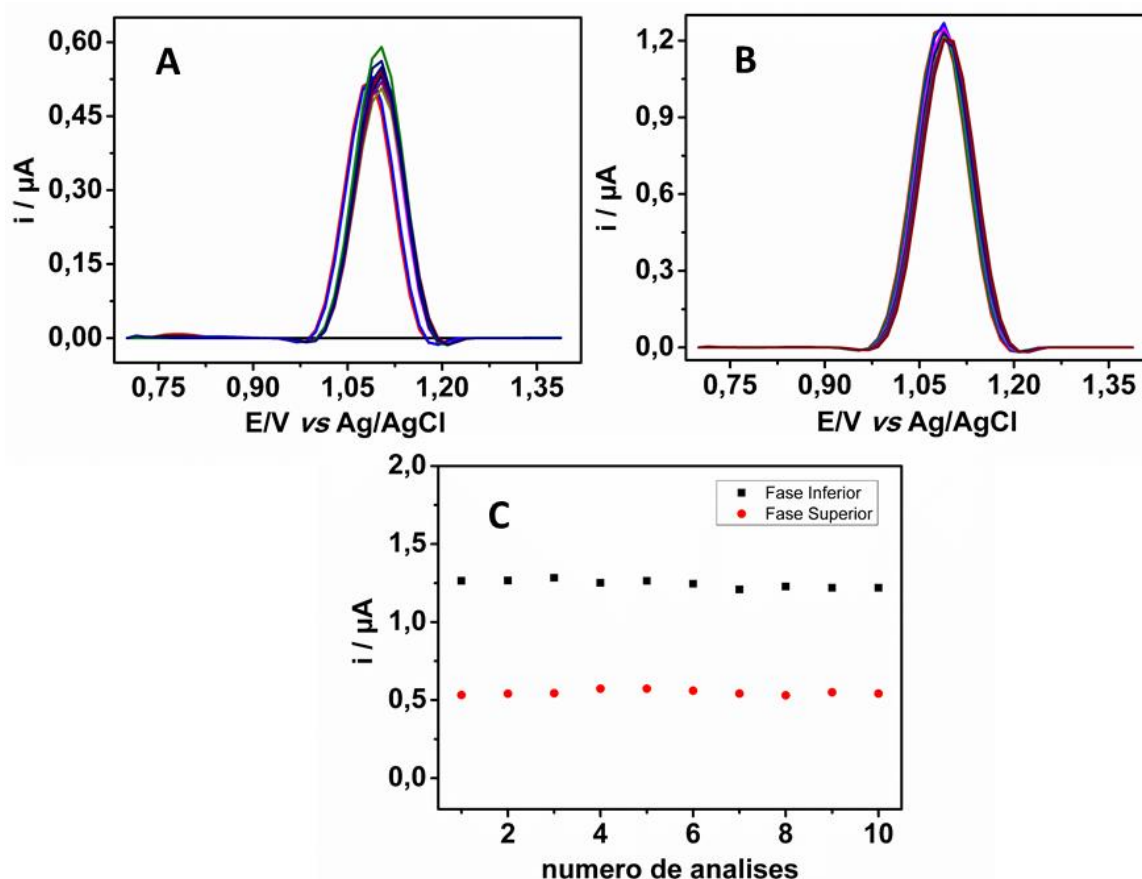 A
0,60
0,45
0,30
0,15
0,00
i / µA
0,75 0,90 1,05 1,20 1,35
E/V vs Ag/AgCl
B
1,2
0,9
0,6
0,3
0,0
i / µA
0,75 0,90 1,05 1,20 1,35
E/V vs Ag/AgCl
C
Fase Inferior
Fase Superior
2,0
1,5
1,0
0,5
0,0
i / µA
2 4 6 8 10
numero de analises